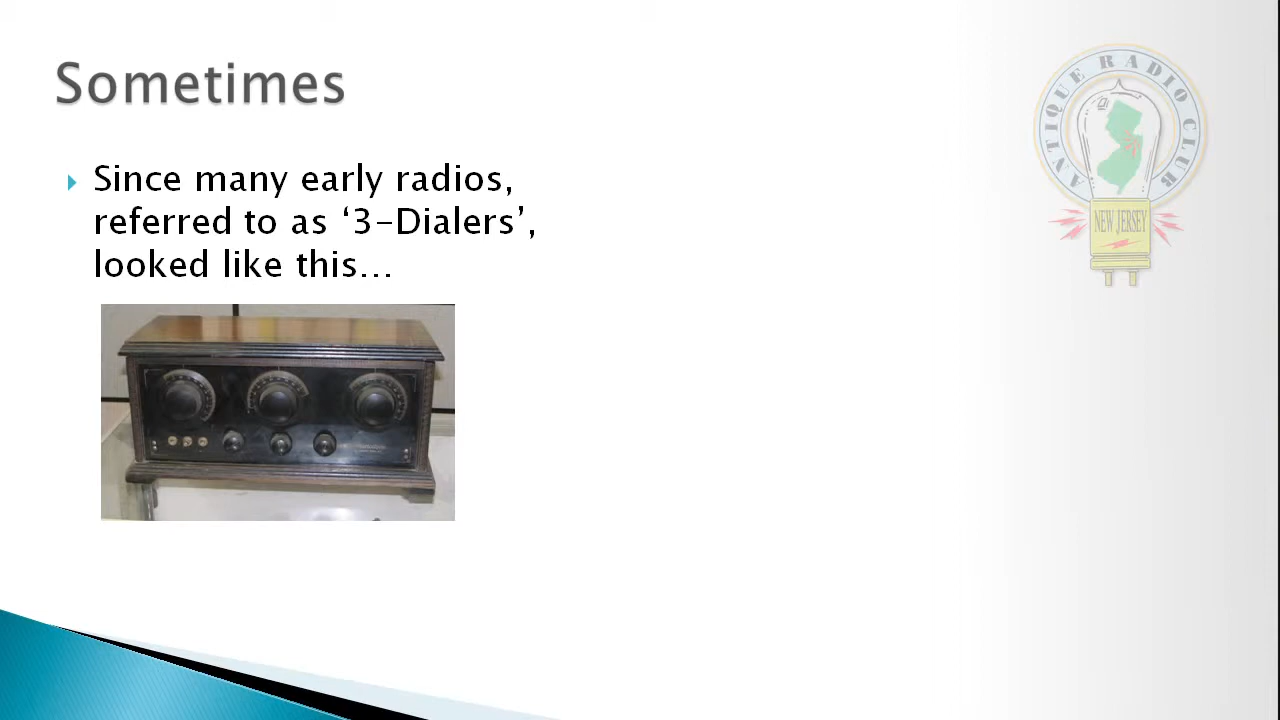 Sometimes
Since many early radios,
referred to as ‘3-Dialers’,
looked like this…
ANTIQUE RADIO CLUB
NEW JERSEY